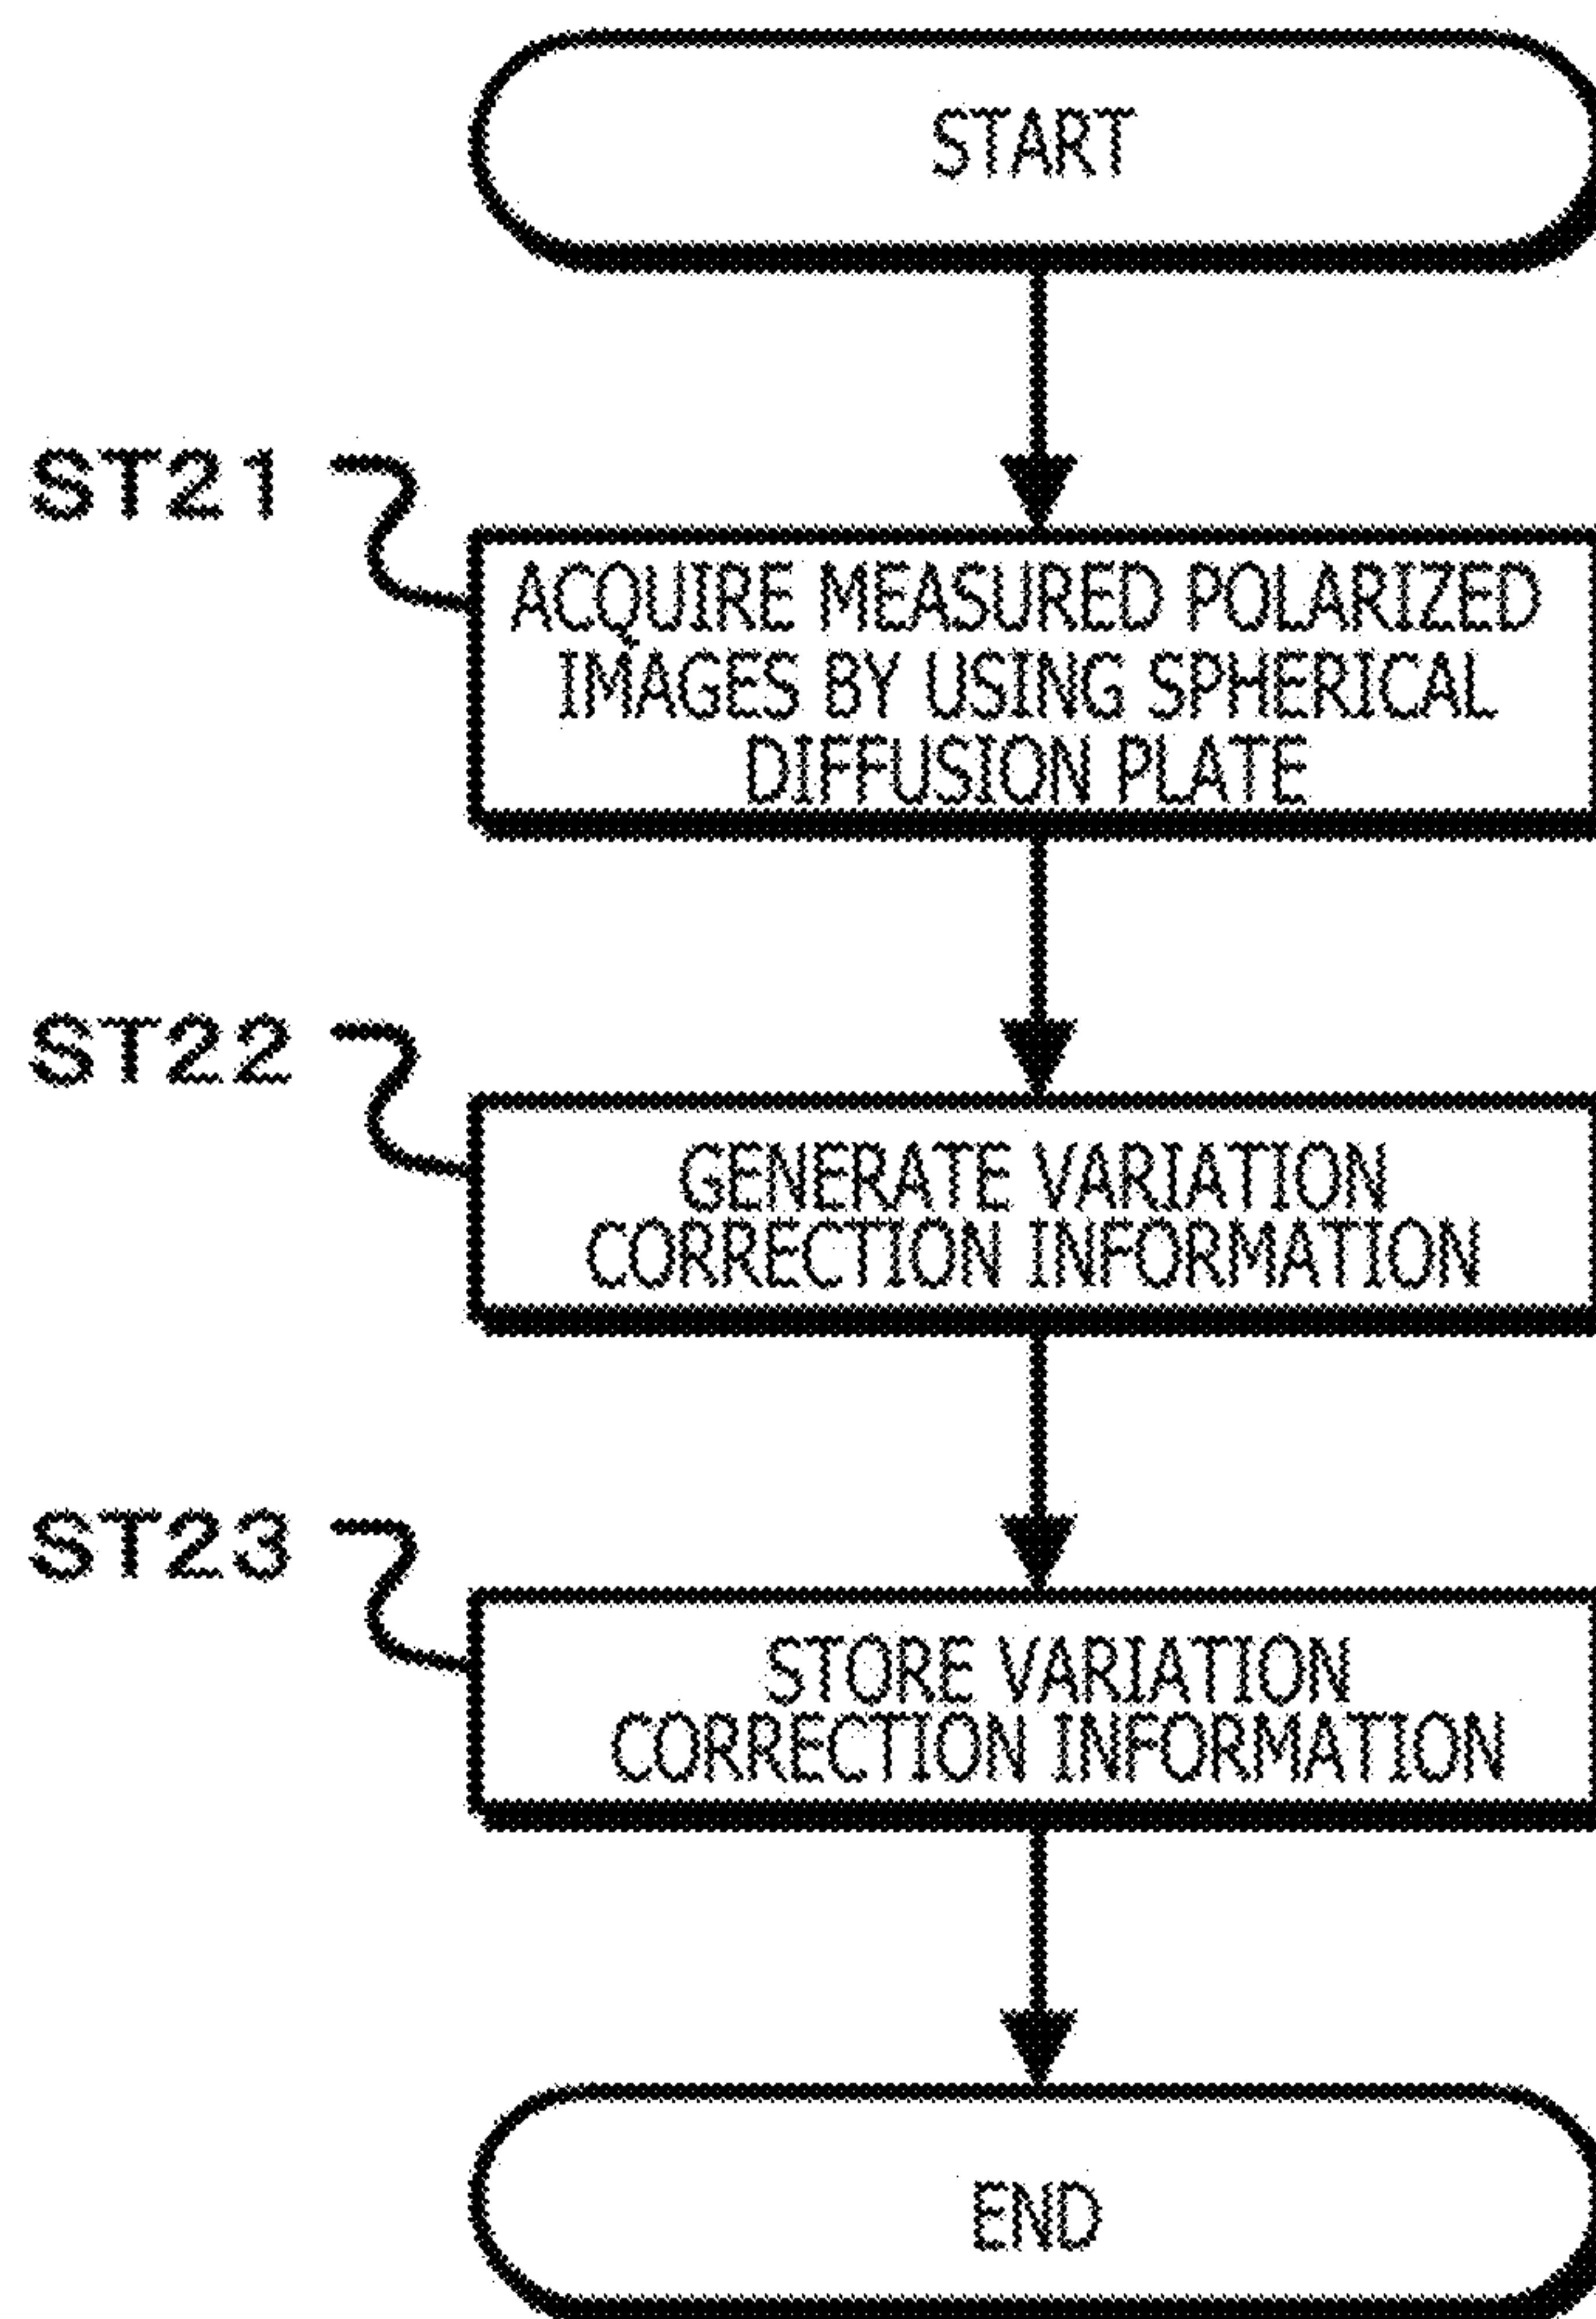 START
ST21
ACQUIRE MEASURED POLARIZED
IMAGES BY USING SPHERICAL
DIFFUSION PLATE
ST22
GENERATE VARIATION
CORRECTION INFORMATION
ST23
STORE VARIATION
CORRECTION INFORMATION
END